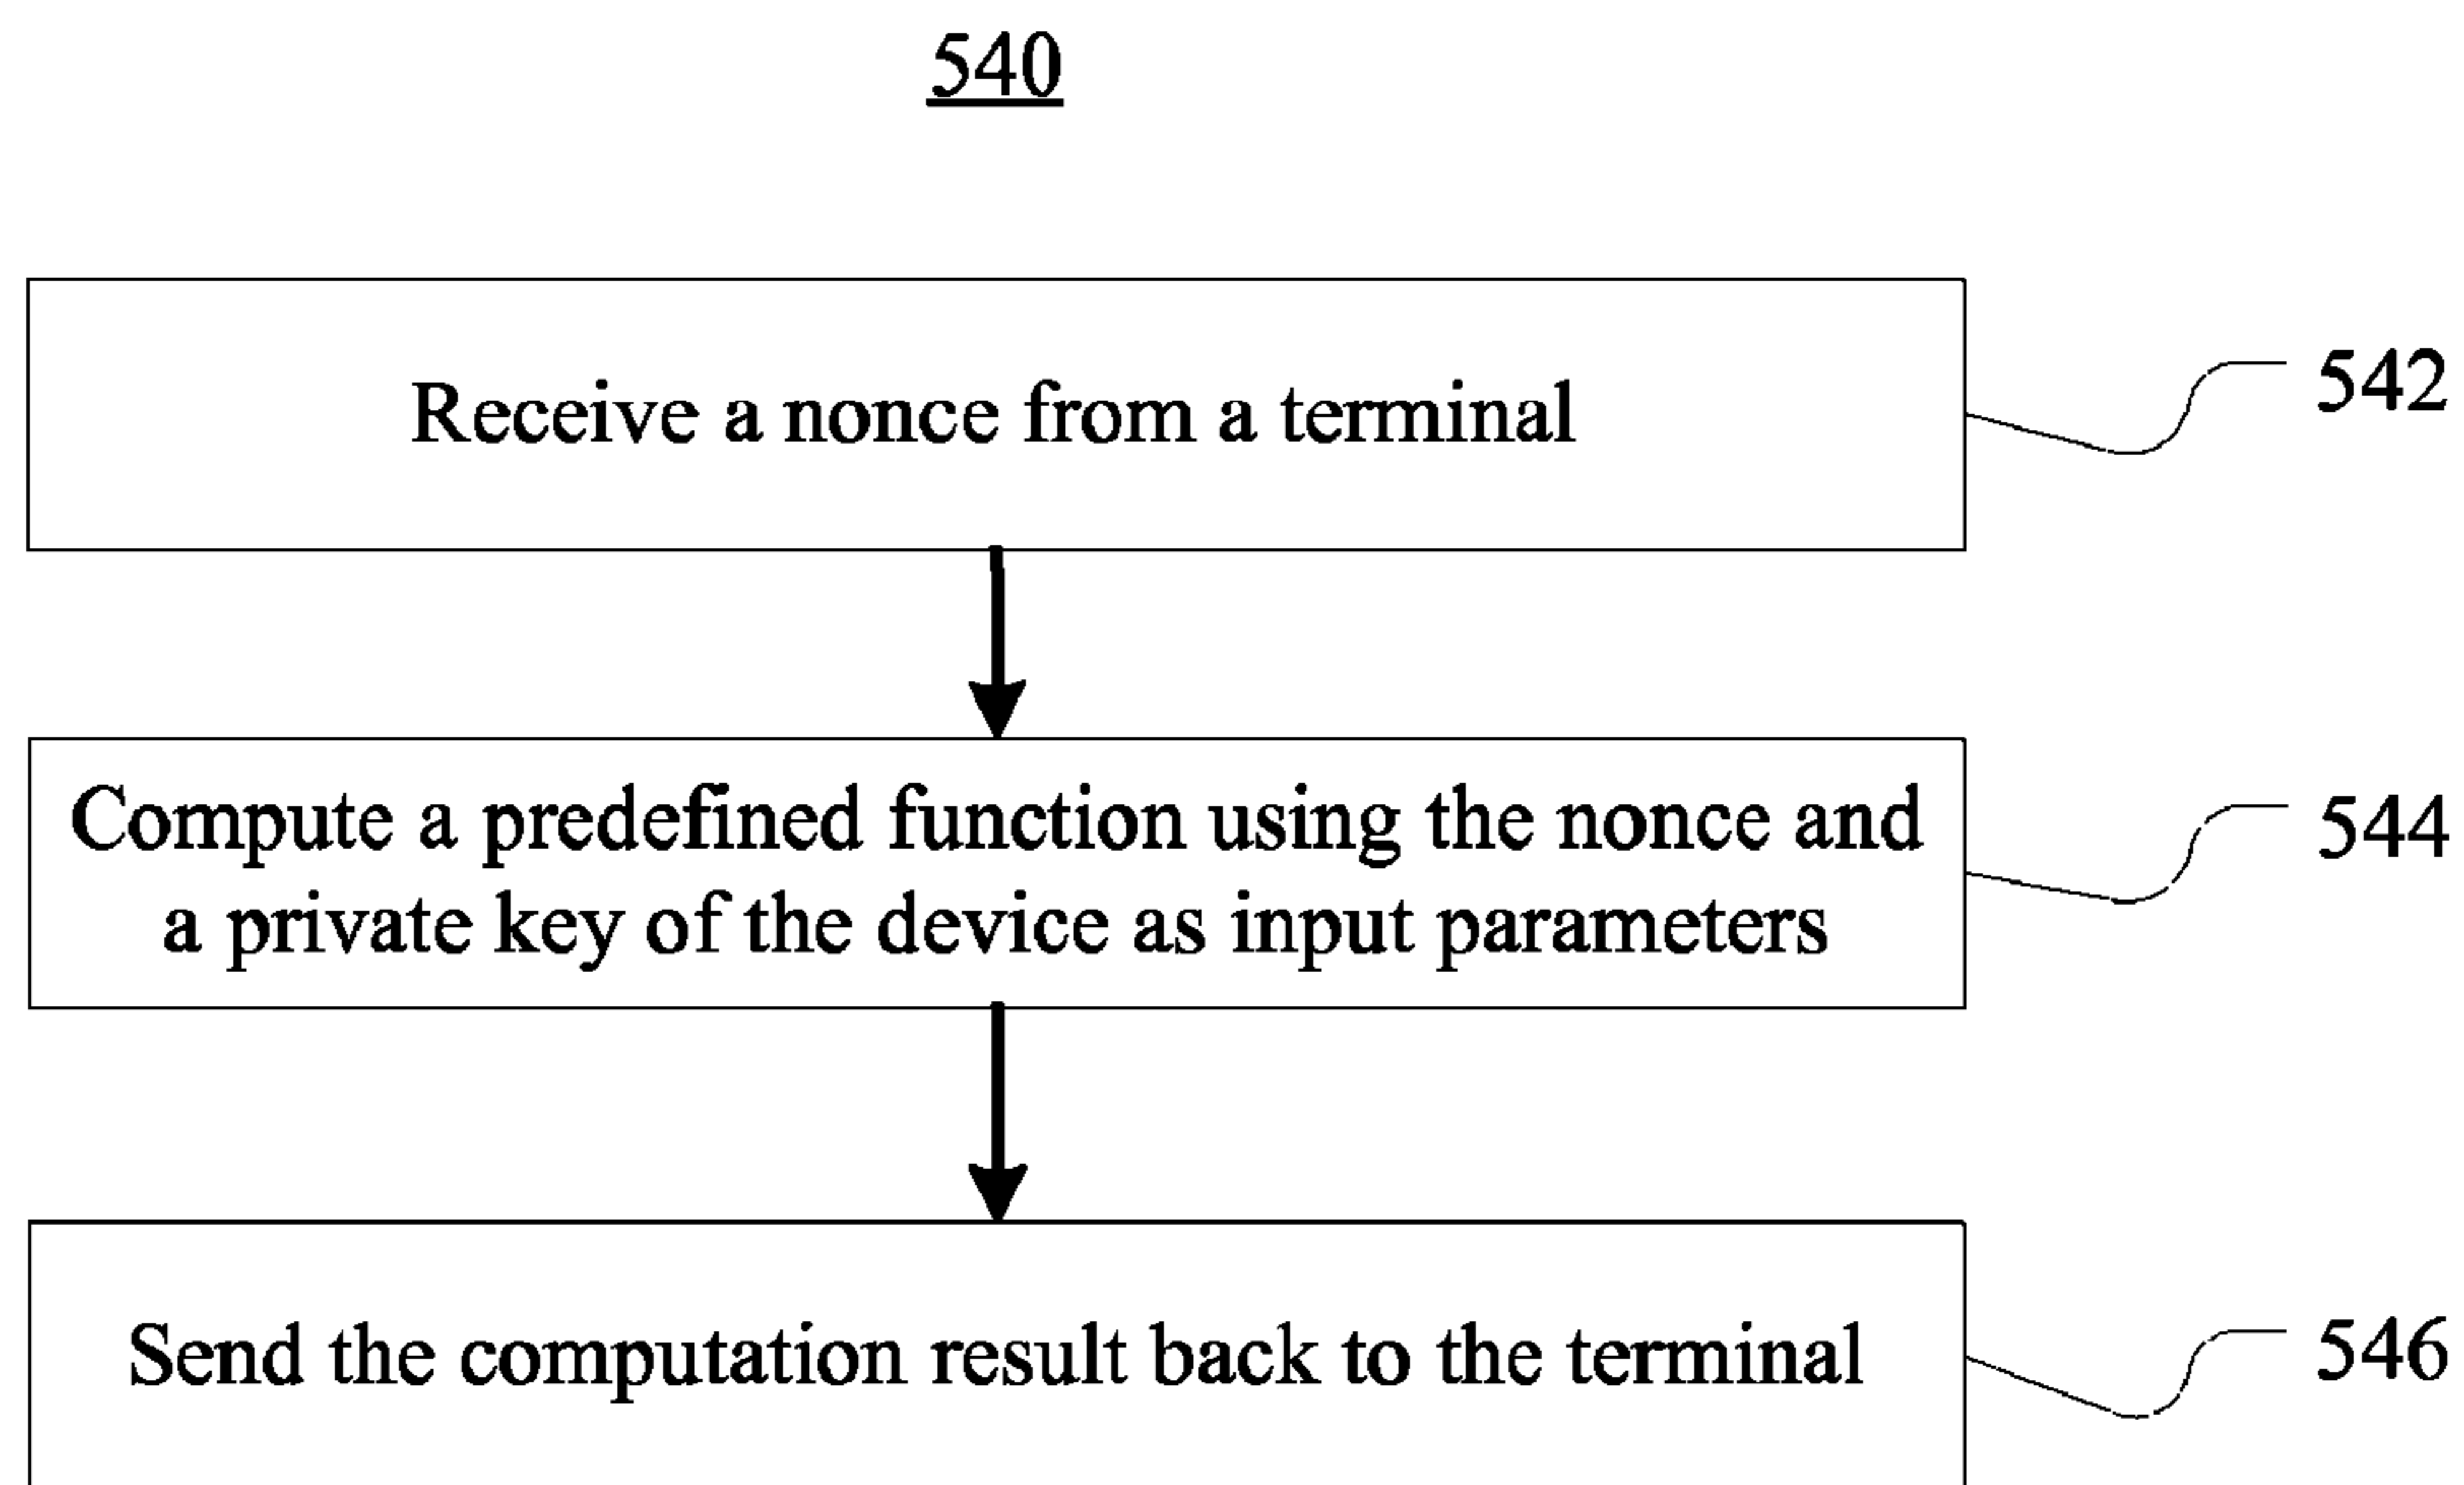 540
Receive a nonce from a terminal
542
Compute a predefined function using the nonce and
a private key of the device as input parameters
544
Send the computation result back to the terminal
546